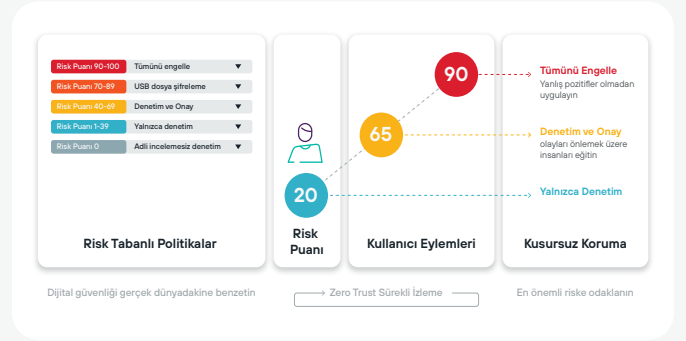 Risk Puanı 90-100 Tümünü engelle
Risk Puanı 70-89 USB dosya şifreleme
Risk Puanı 40-69 Denetim ve Onay
Risk Puanı 1-39 Yalnızca denetim
Risk Puanı 0 Adli incelemesiz denetim
Risk Tabanlı Politikalar
20
Risk
Puanı
65
90
Kullanıcı Eylemleri
Tümünü Engelle
Yanlış pozitifler olmadan
uygulayın
Denetim ve Onay
olayları önlemek üzere
insanları eğitin
Yalnızca Denetim
Kusursuz Koruma
Dijital güvenliği gerçek dünyadakine benzetin
Zero Trust Sürekli İzleme
En önemli riske odaklanın